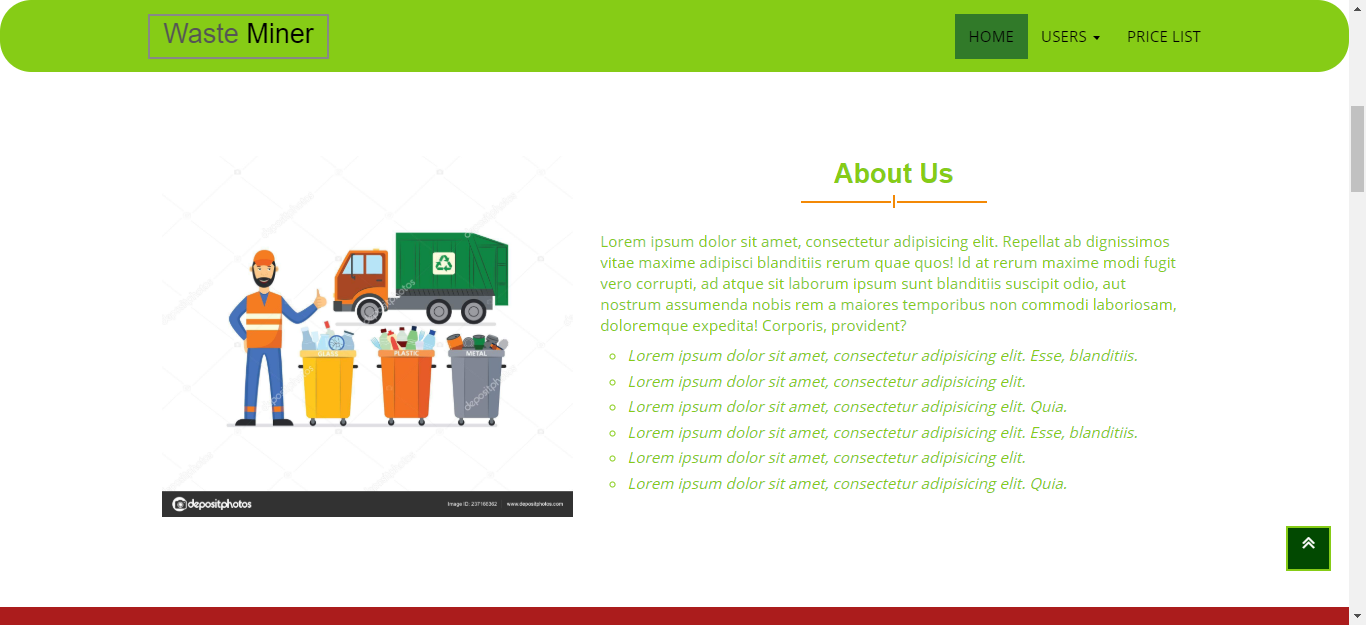 Waste Miner
HOME
USERS
PRICE LIST
About Us
Lorem ipsum dolor sit amet, consectetur adipisicing elit. Repellat ab dignissimos
vitae maxime adipisci blanditiis rerum quae quos! Id at rerum maxime modi fugit
vero corrupti, ad atque sit laborum ipsum sunt blanditiis suscipit odio, aut
nostrum assumenda nobis rem a maiores temporibus non commodi laboriosam,
doloremque expedita! Corporis, provident?
Lorem ipsum dolor sit amet, consectetur adipisicing elit. Esse, blanditiis.
Lorem ipsum dolor sit amet, consectetur adipisicing elit.
Lorem ipsum dolor sit amet, consectetur adipisicing elit. Quia.
Lorem ipsum dolor sit amet, consectetur adipisicing elit. Esse, blanditiis.
Lorem ipsum dolor sit amet, consectetur adipisicing elit.
Lorem ipsum dolor sit amet, consectetur adipisicing elit. Quia.
GLASS
PLASTIC
METAL
depositphotos
Image ID: 237166362
www.depositphotos.com